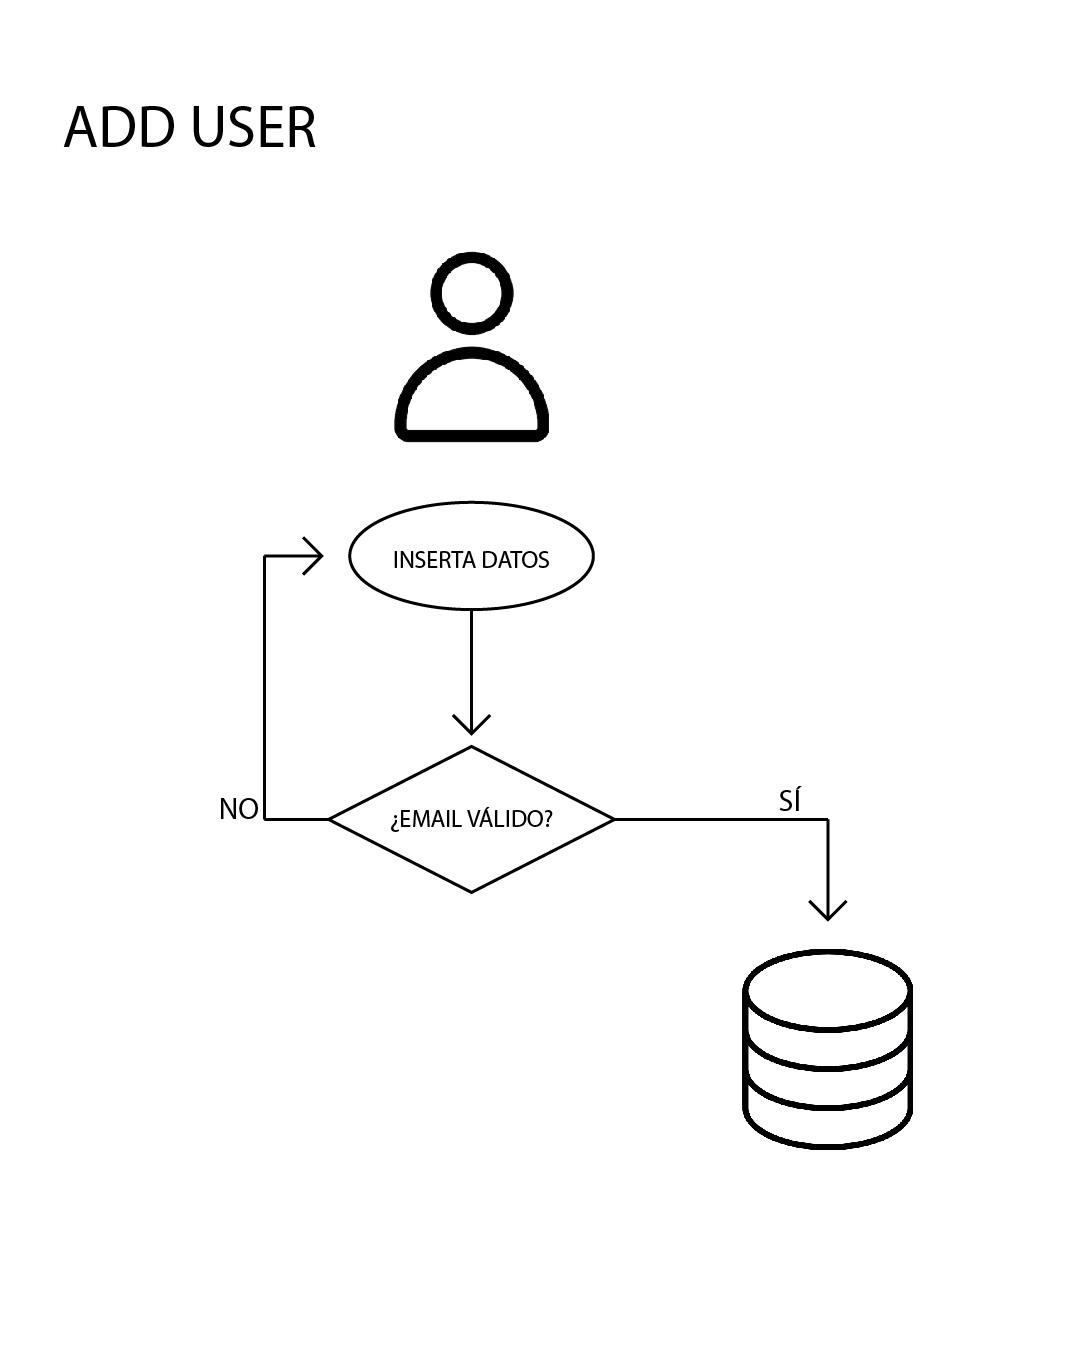 ADD USER
INSERTA DATOS
¿EMAIL VÁLIDO?
NO
SÍ